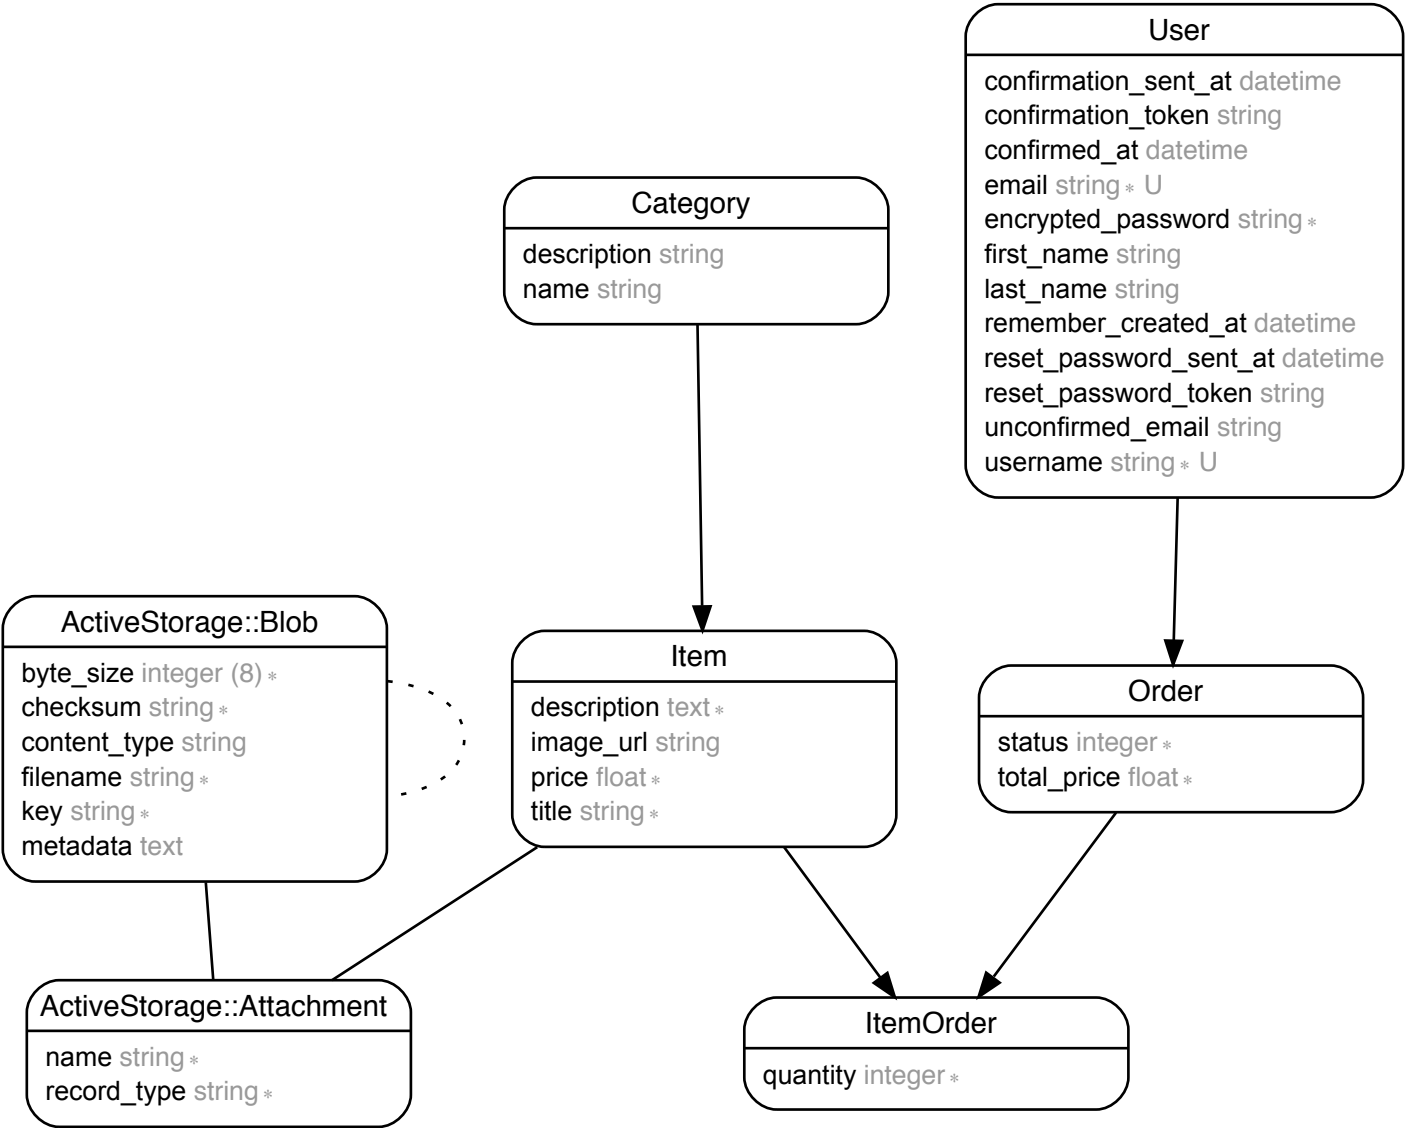 User
confirmation_sent_at datetime
confirmation_token string
confirmed_at datetime
email string ∗ U
encrypted_password string ∗
first_name string
last_name string
remember_created_at datetime
reset_password_sent_at datetime
reset_password_token string
unconfirmed_email string
username string ∗ U
Category
description string
name string
ActiveStorage::Blob
byte_size integer (8) ∗
checksum string ∗
content_type string
filename string ∗
key string ∗
metadata text
Item
description text ∗
image_url string
price float ∗
title string ∗
Order
status integer ∗
total_price float ∗
ActiveStorage::Attachment
name string ∗
record_type string ∗
ItemOrder
quantity integer ∗